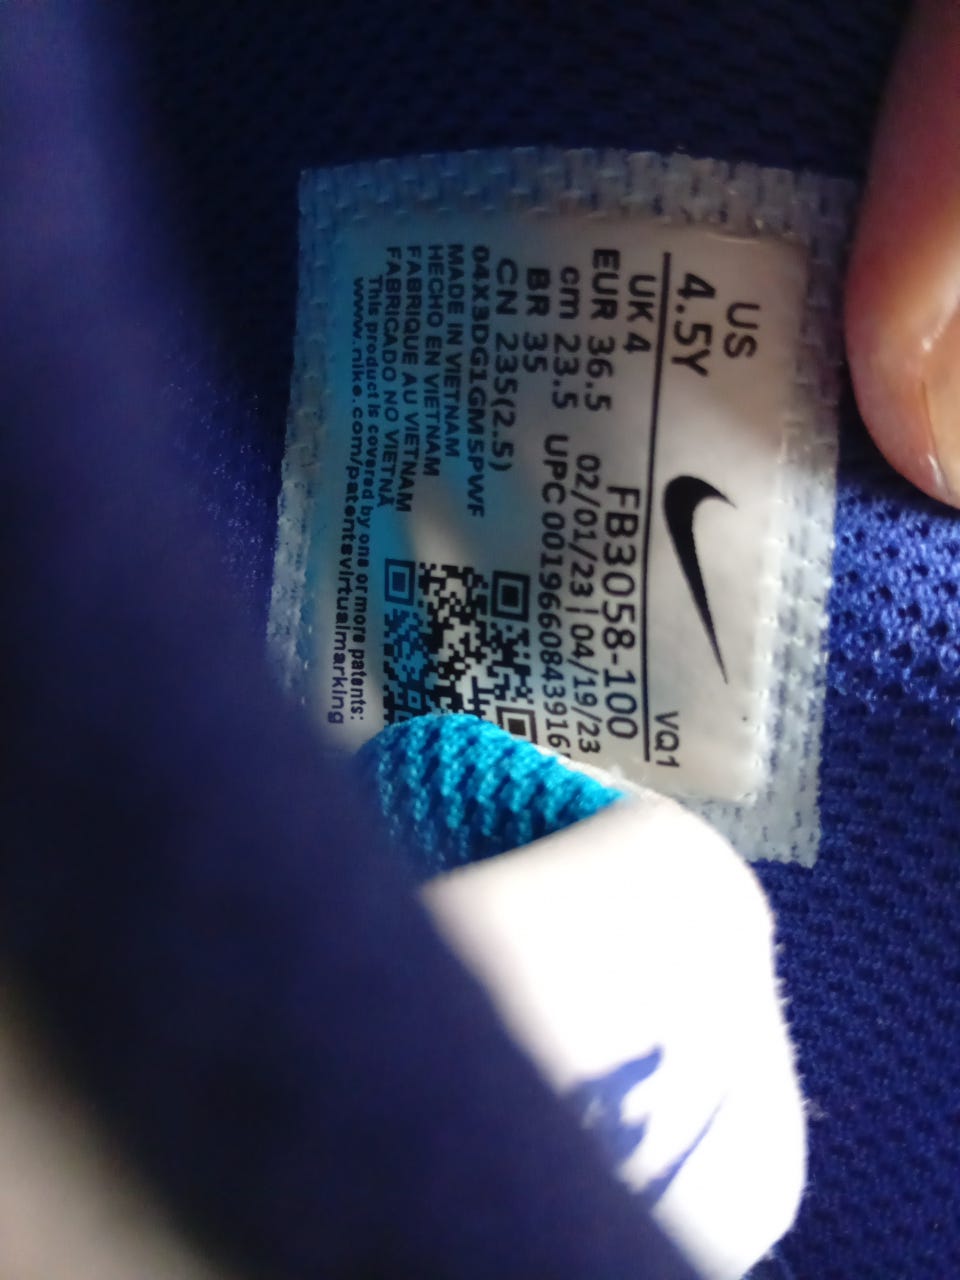 US
4.5Y
VQ1
UK 4
FB3058-100
EUR 36.5
02/01/23 | 04/19/23
cm 23.5
BR 35
CN 235(2.5)
04X3DG1GM5PWF
MADE IN VIETNAM
HECHO EN VIETNAM
FABRIQUE AU VIETNAM
FABRICADO NO VIETNÃ
This product is covered by one or more patents:
www.nike.com/patentsvirtualmarking